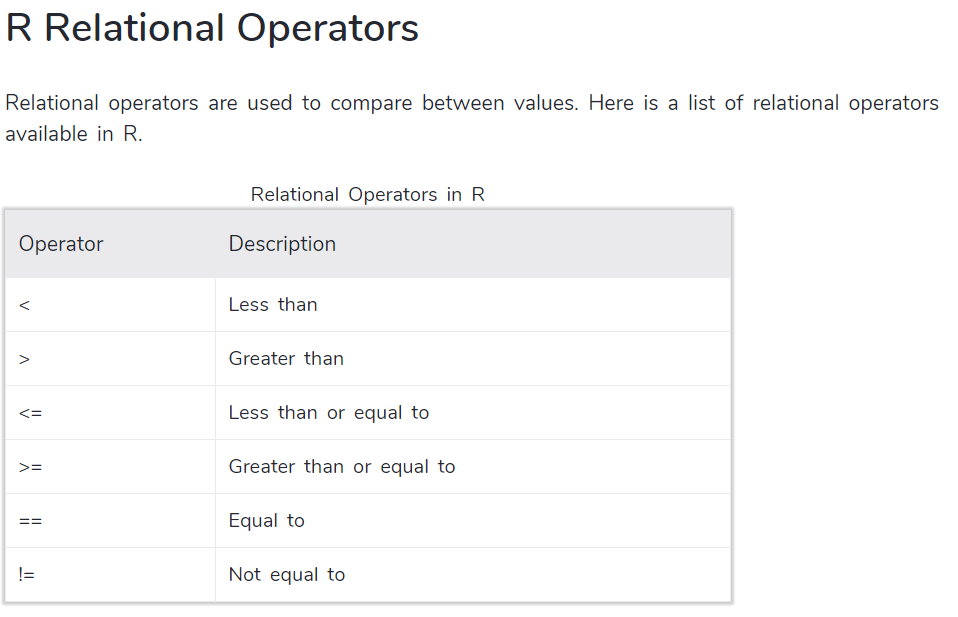 R Relational Operators
Relational operators are used to compare between values. Here is a list of relational operators
available in R.
Relational Operators in R
Operator Description
< Less than
> Greater than
<= Less than or equal to
>= Greater than or equal to
== Equal to
!= Not equal to